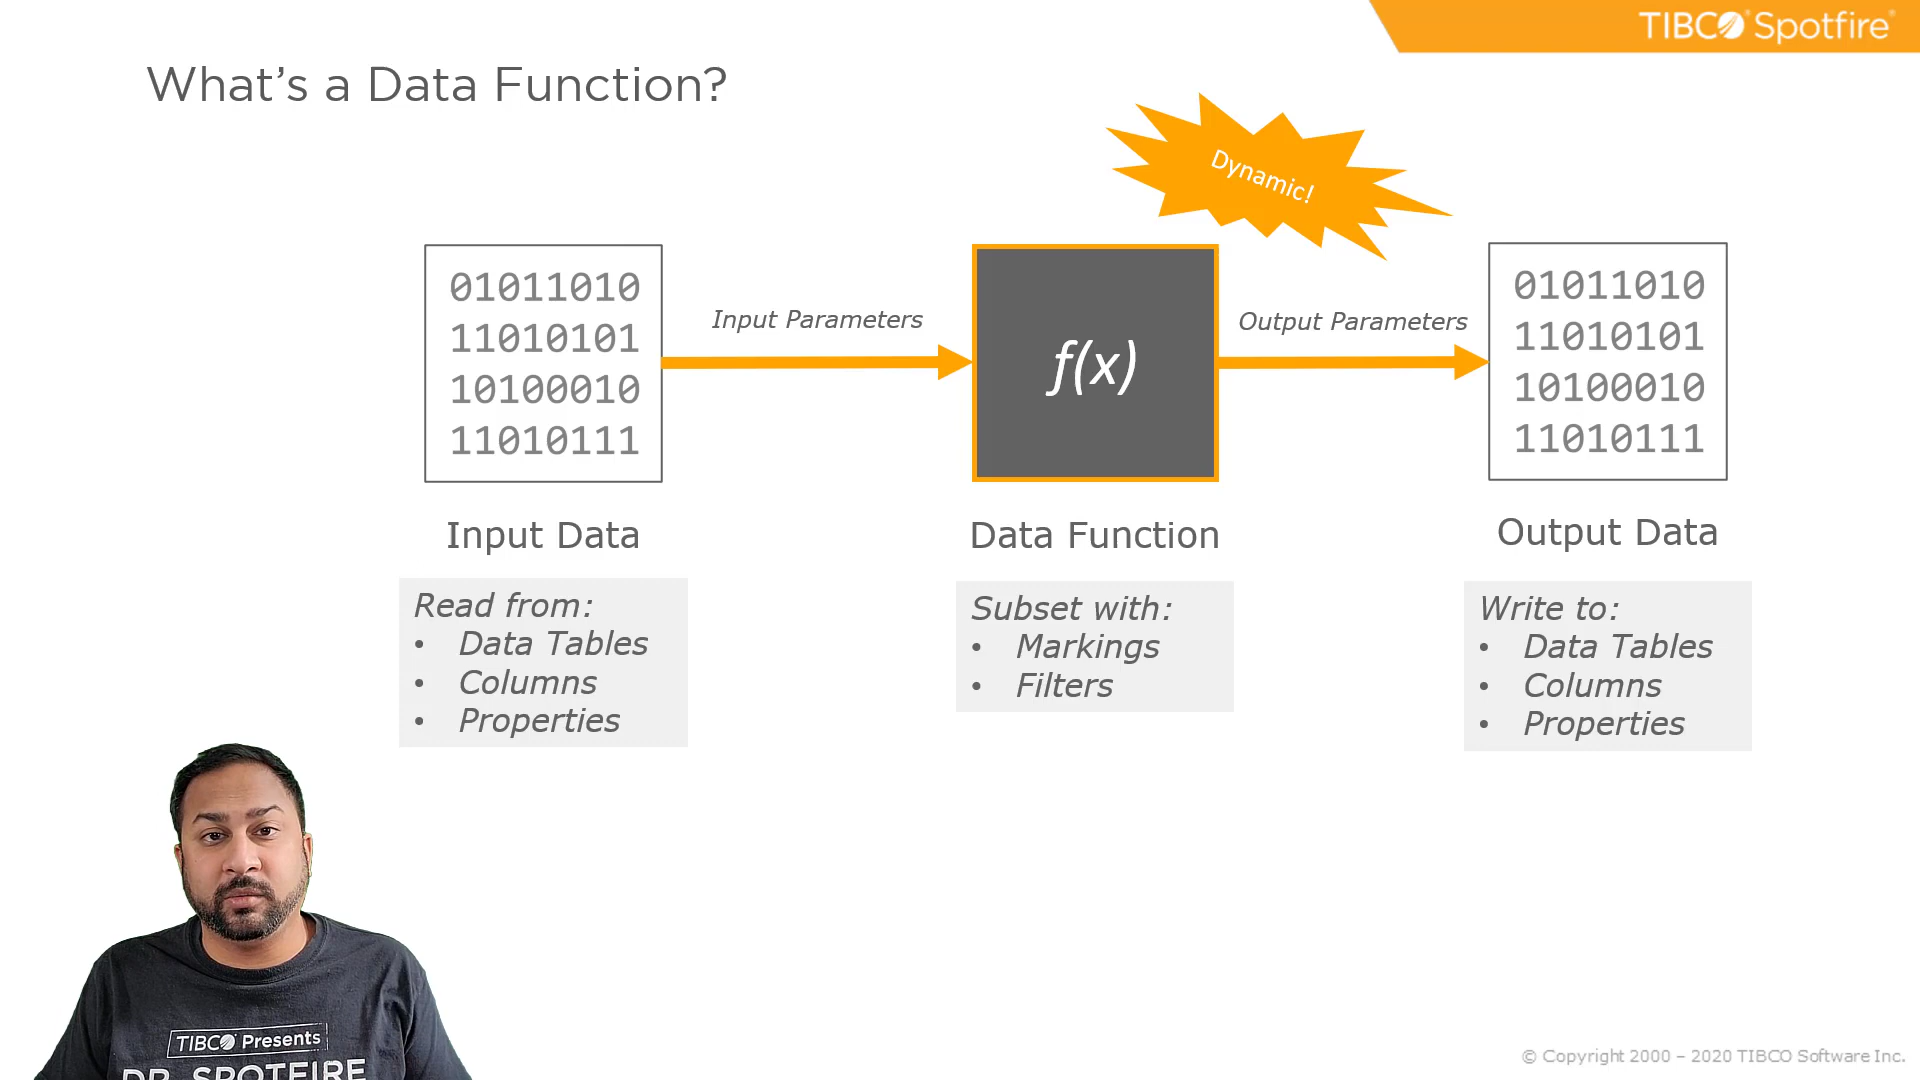 TIBCO® Spotfire®
What's a Data Function?
Dynamic!
01011010
11010101
10100010
11010111
Input Parameters
f(x)
Output Parameters
01011010
11010101
10100010
11010111
Input Data
Data Function
Output Data
Read from:
• Data Tables
• Columns
• Properties
Subset with:
• Markings
• Filters
Write to:
• Data Tables
• Columns
• Properties
TIBCO Presents
DR. SPOTFIRE
© Copyright 2000 – 2020 TIBCO Software Inc.